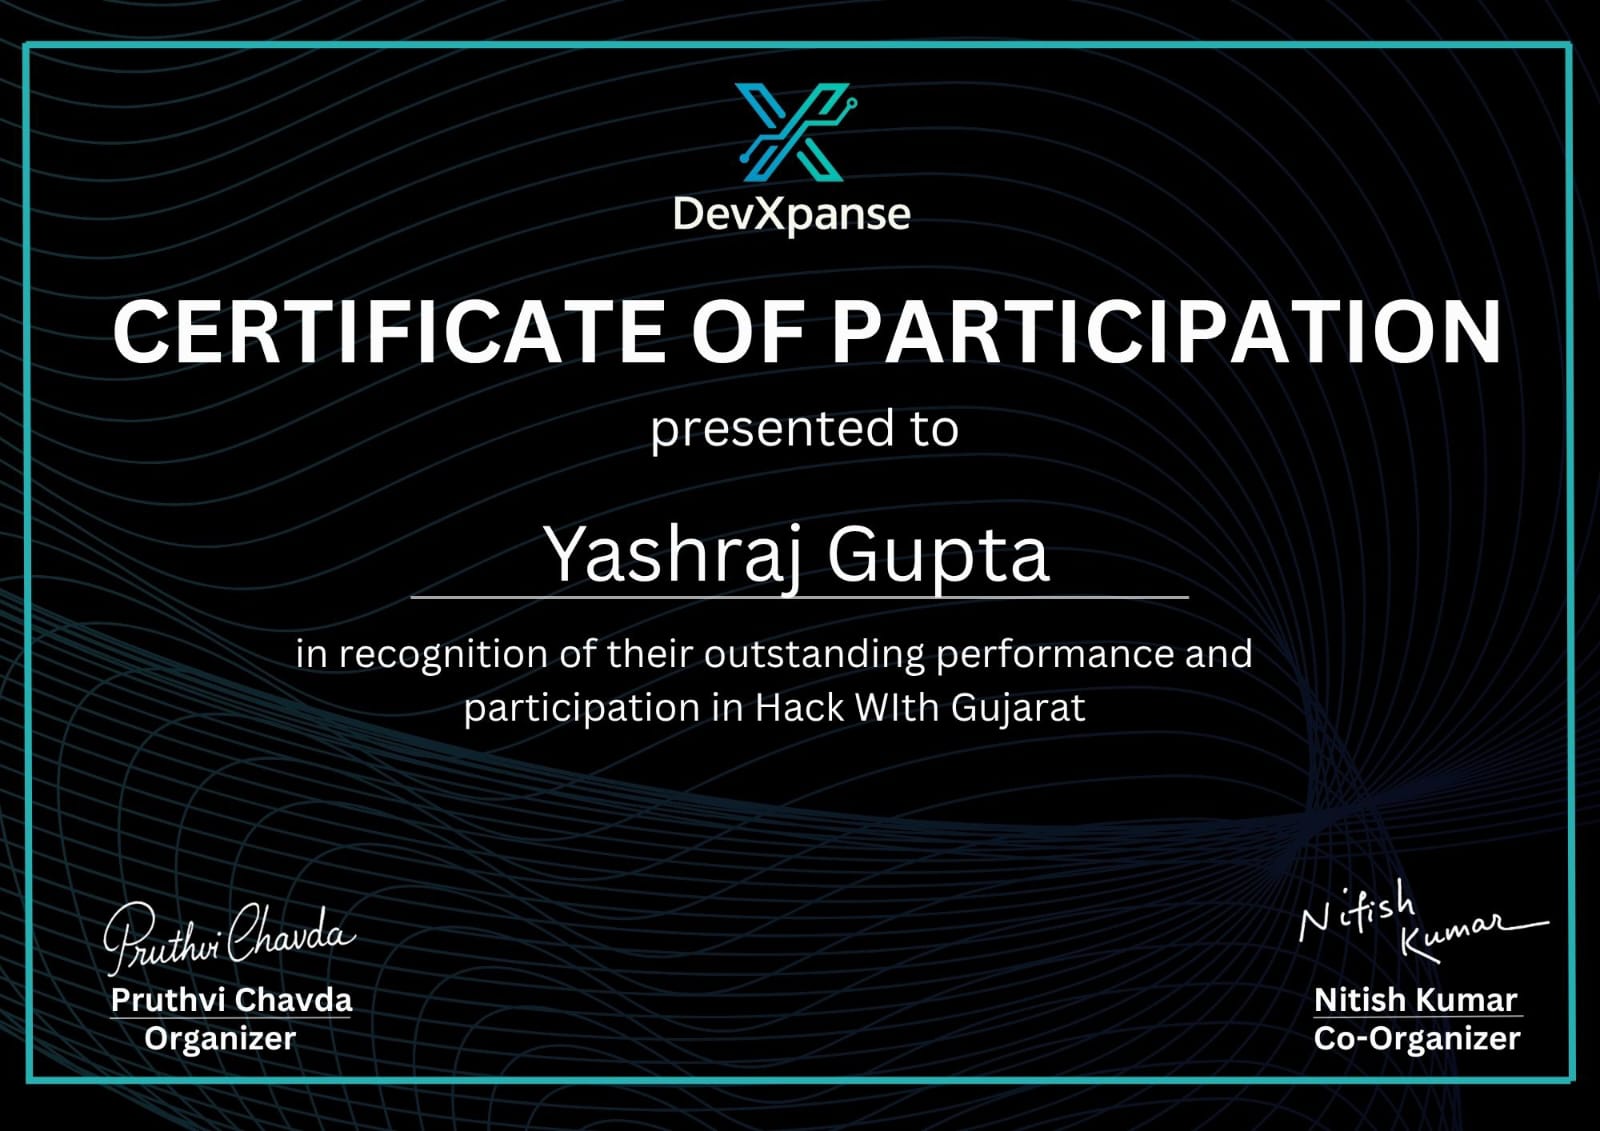 DevXpanse
CERTIFICATE OF PARTICIPATION
presented to
Yashraj Gupta
in recognition of their outstanding performance and
participation in Hack WIth Gujarat
Pruthvi Chavda
Pruthvi Chavda
Organizer
Nitish
Kumar
Nitish Kumar
Co-Organizer